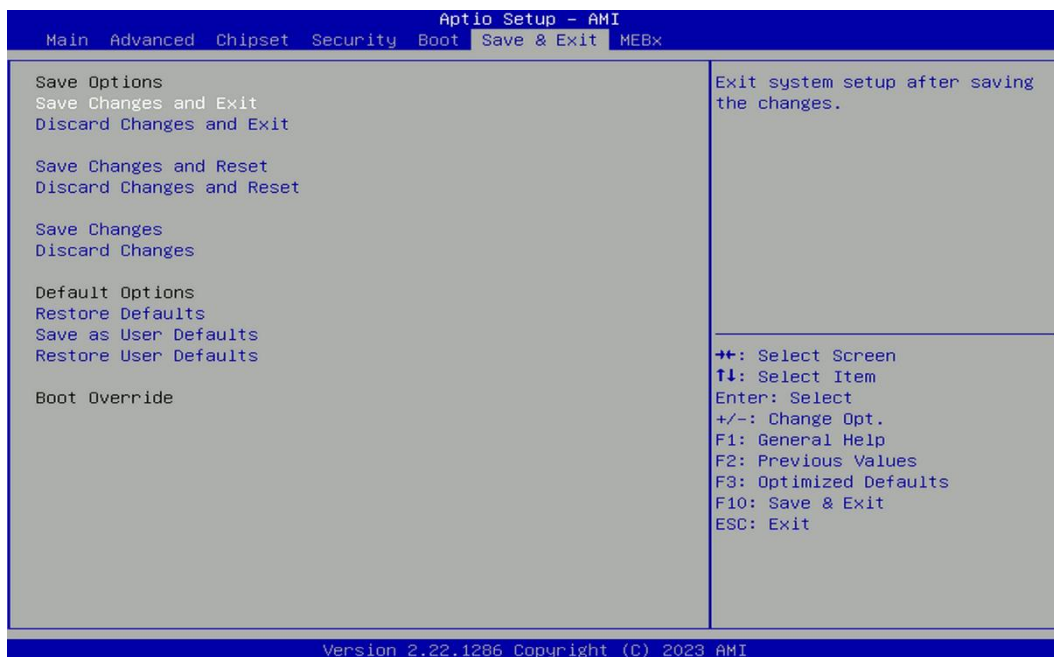 Aptio Setup – AMI
Main Advanced Chipset Security Boot Save & Exit MEBx
Save Options
Save Changes and Exit
Discard Changes and Exit
Save Changes and Reset
Discard Changes and Reset
Save Changes
Discard Changes
Default Options
Restore Defaults
Save as User Defaults
Restore User Defaults
Boot Override
Exit system setup after saving
the changes.
→←: Select Screen
↑↓: Select Item
Enter: Select
+/-: Change Opt.
F1: General Help
F2: Previous Values
F3: Optimized Defaults
F10: Save & Exit
ESC: Exit
Version 2.22.1286 Copyright (C) 2023 AMI